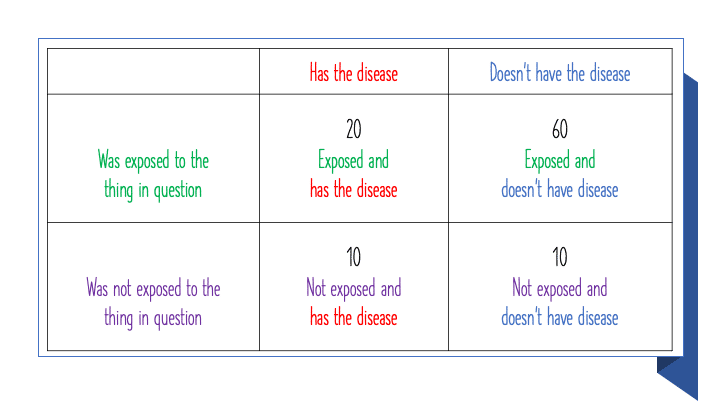 Has the disease
Doesn't have the disease
Was exposed to the
thing in question
20
Exposed and
has the disease
60
Exposed and
doesn't have disease
Was not exposed to the
thing in question
10
Not exposed and
has the disease
10
Not exposed and
doesn't have disease